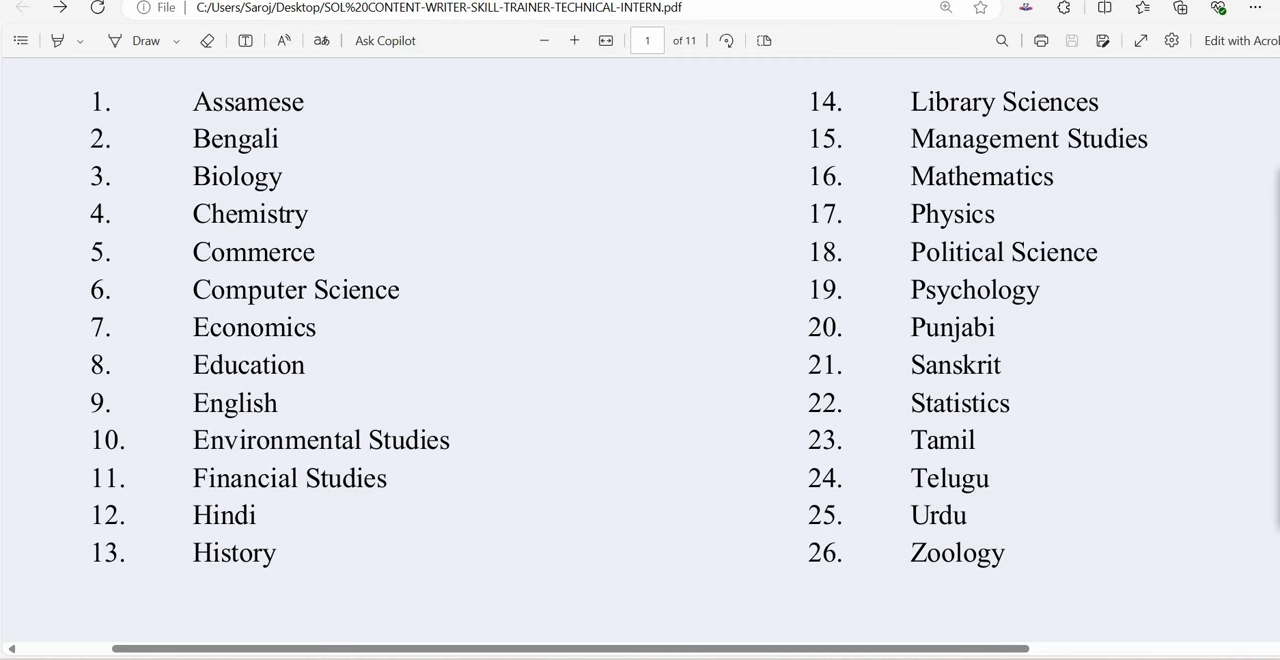 File C:/Users/Saroj/Desktop/SOL%20CONTENT-WRITER-SKILL-TRAINER-TECHNICAL-INTERN.pdf
Draw aあ Ask Copilot 1 of 11 Edit with Acrol
1. Assamese
2. Bengali
3. Biology
4. Chemistry
5. Commerce
6. Computer Science
7. Economics
8. Education
9. English
10. Environmental Studies
11. Financial Studies
12. Hindi
13. History
14. Library Sciences
15. Management Studies
16. Mathematics
17. Physics
18. Political Science
19. Psychology
20. Punjabi
21. Sanskrit
22. Statistics
23. Tamil
24. Telugu
25. Urdu
26. Zoology